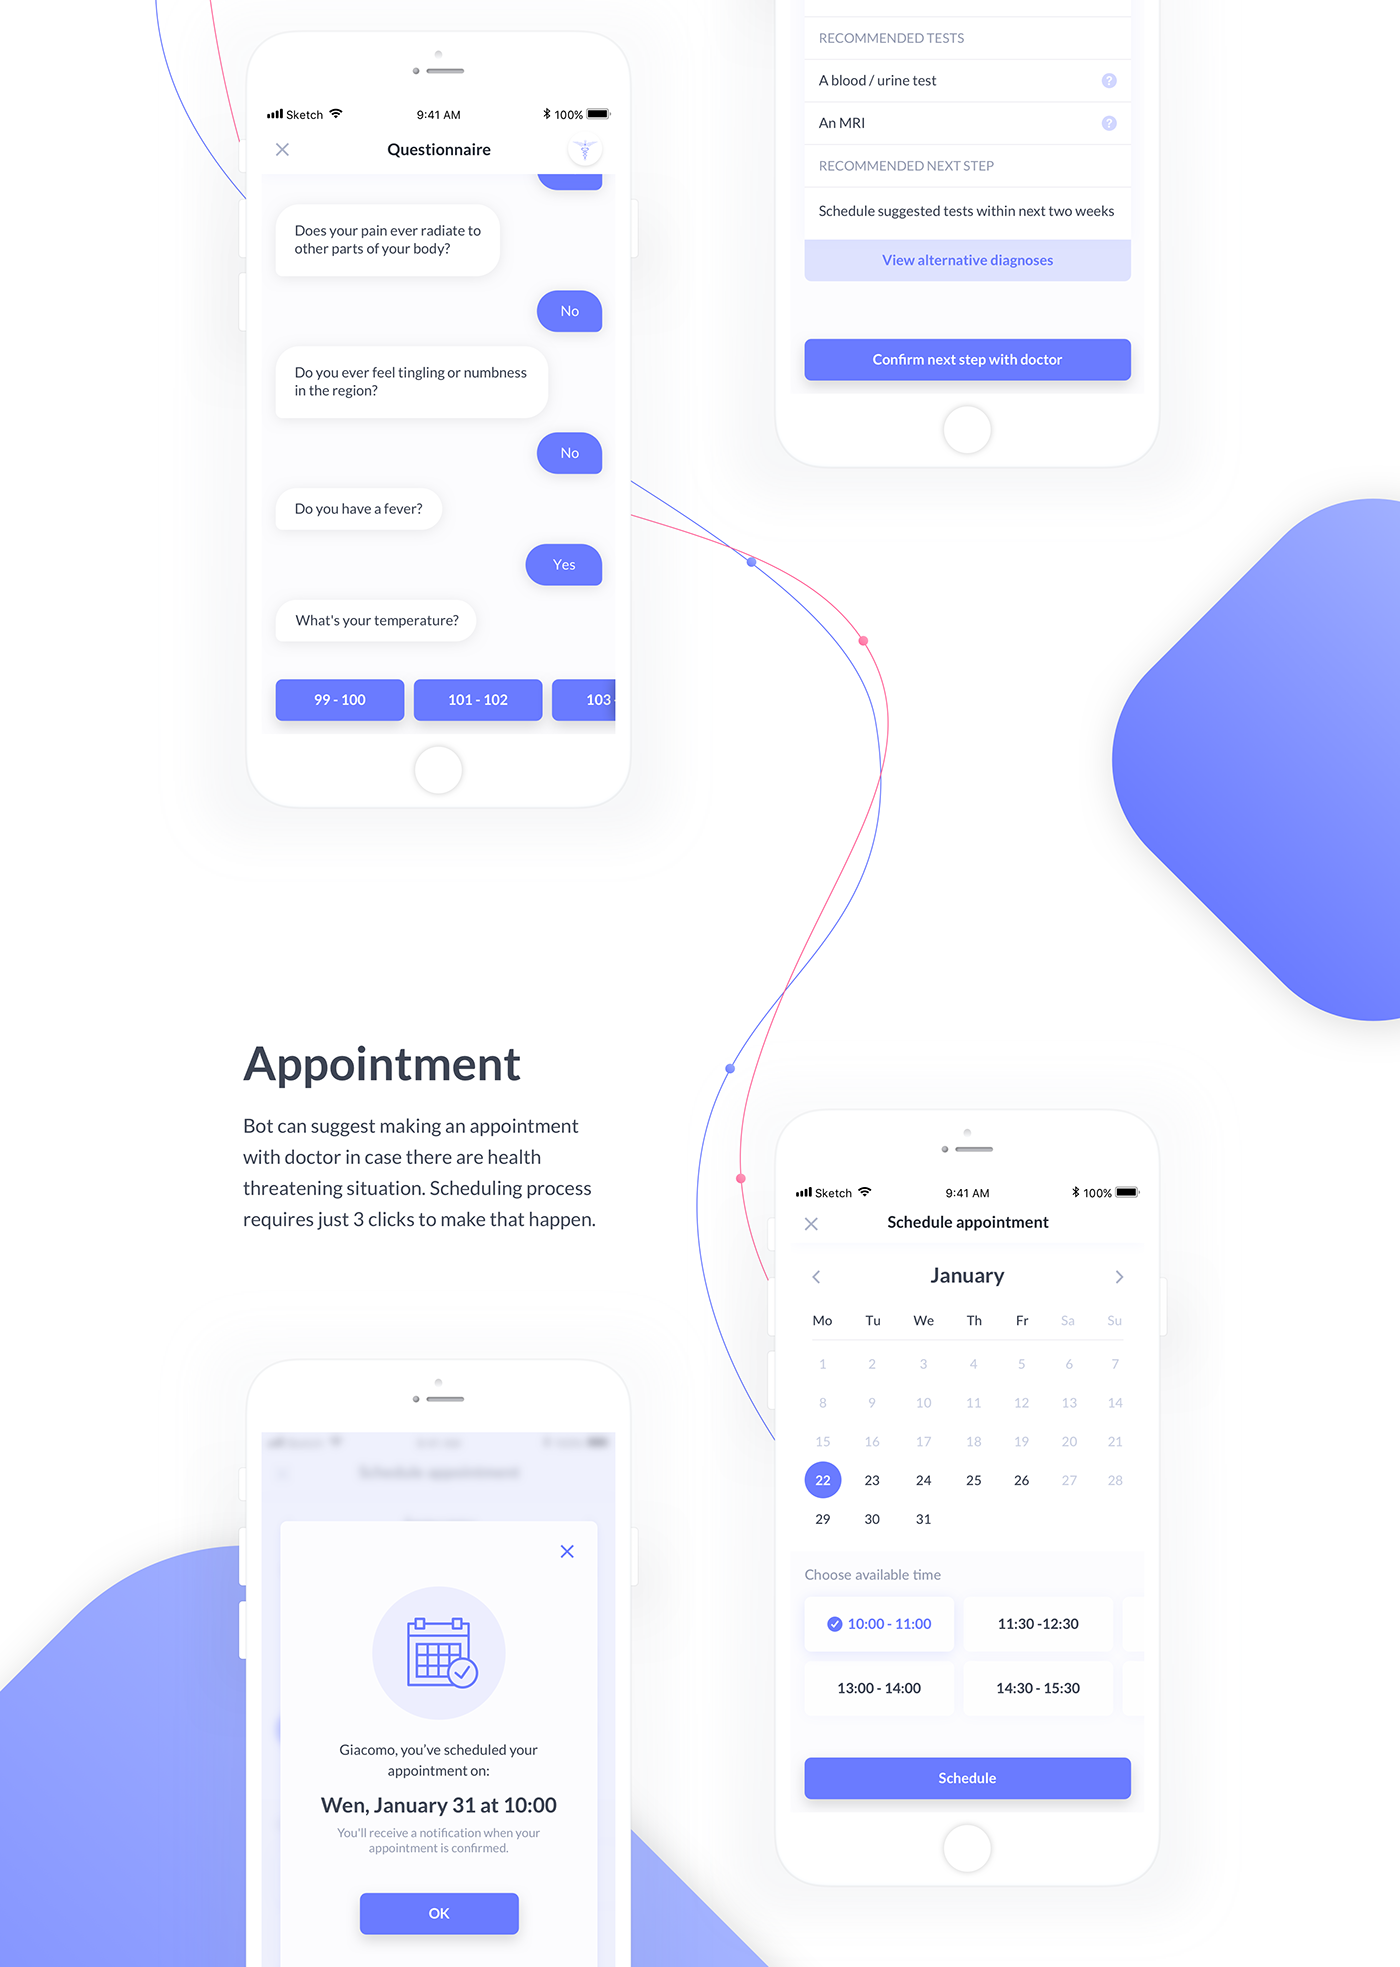 Sketch
9:41 AM
100%
Questionnaire
Does your pain ever radiate to
other parts of your body?
No
Do you ever feel tingling or numbness
in the region?
No
Do you have a fever?
Yes
What's your temperature?
99 - 100
101 - 102
103
RECOMMENDED TESTS
A blood / urine test
?
An MRI
?
RECOMMENDED NEXT STEP
Schedule suggested tests within next two weeks
View alternative diagnoses
Confirm next step with doctor
Appointment
Bot can suggest making an appointment
with doctor in case there are health
threatening situation. Scheduling process
requires just 3 clicks to make that happen.
Sketch
9:41 AM
100%
Schedule appointment
January
Mo Tu We Th Fr Sa Su
1 2 3 4 5 6 7
8 9 10 11 12 13 14
15 16 17 18 19 20 21
22 23 24 25 26 27 28
29 30 31
Choose available time
10:00 - 11:00
11:30 -12:30
13:00 - 14:00
14:30 - 15:30
Schedule
Schedule appointment
Giacomo, you’ve scheduled your
appointment on:
Wen, January 31 at 10:00
You'll receive a notification when your
appointment is confirmed.
OK